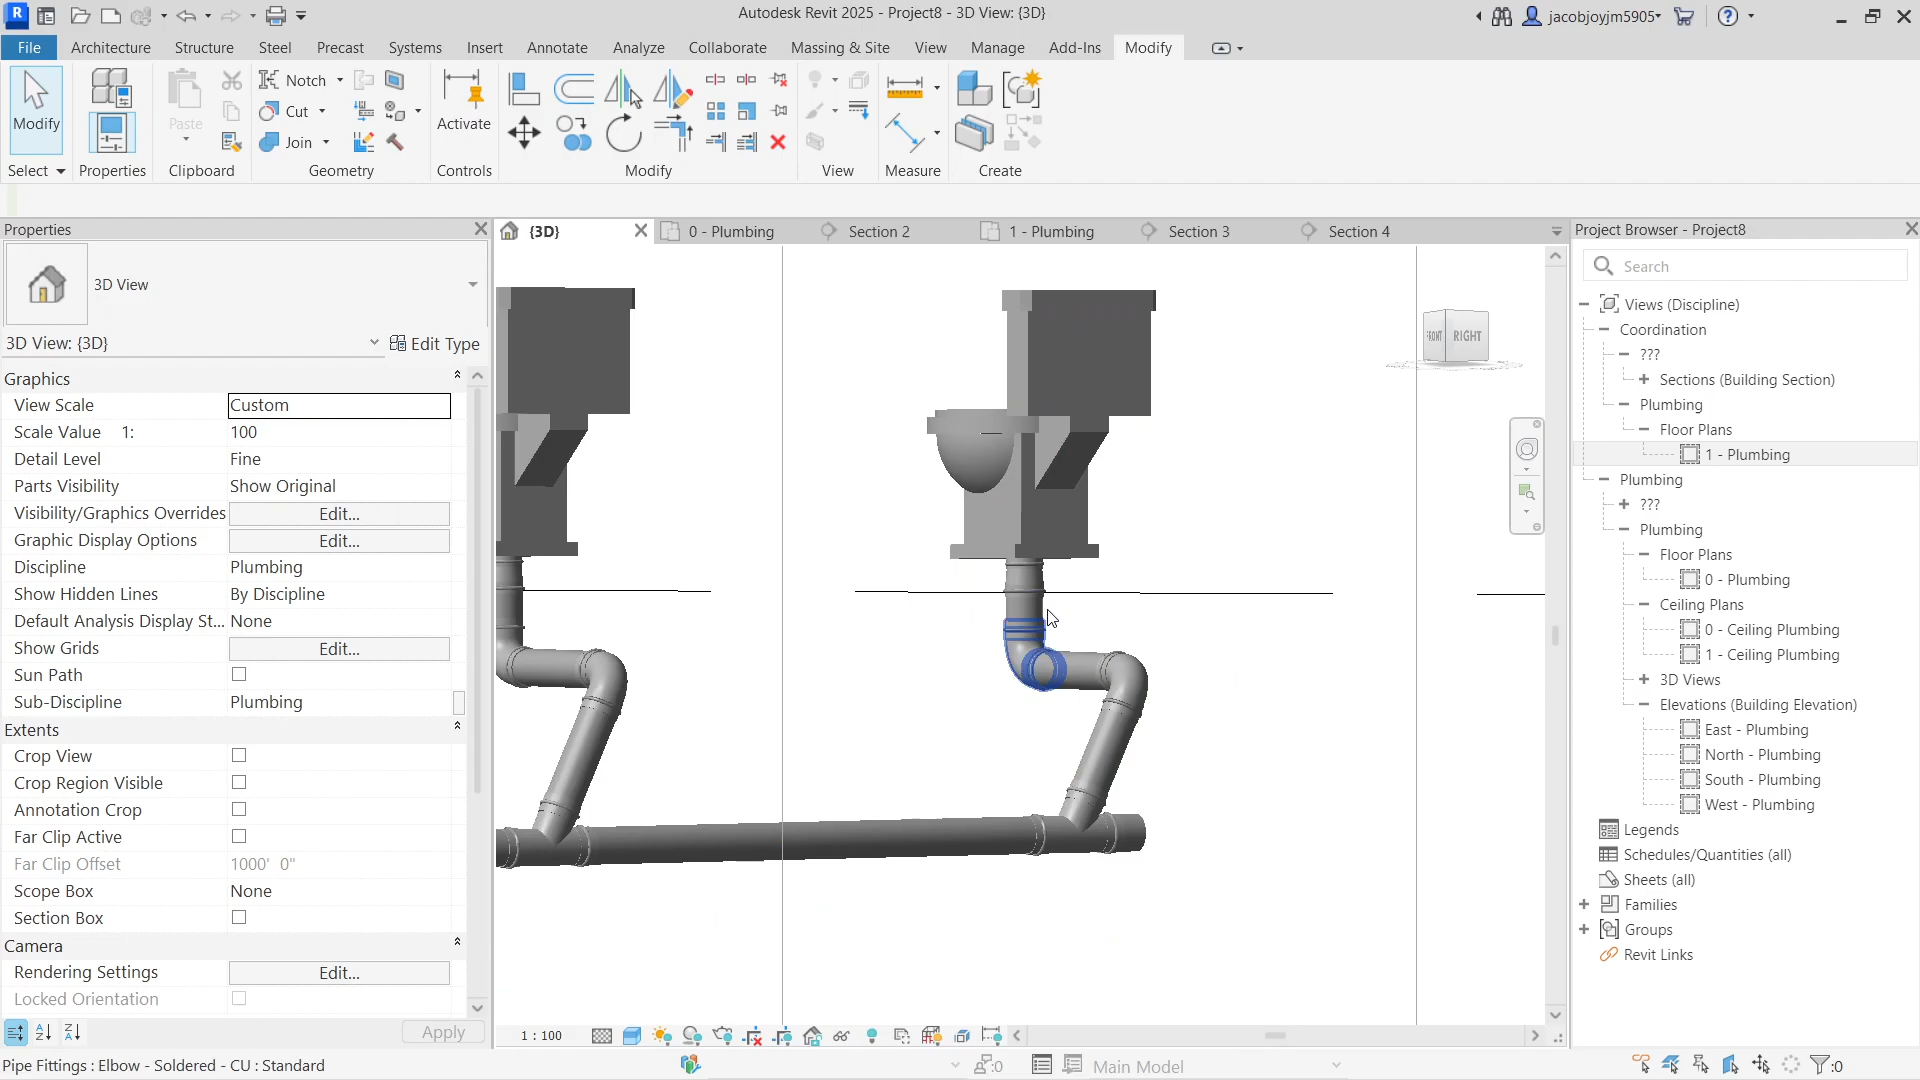 Autodesk Revit 2025 - Project8 - 3D View: {3D}
jacobjoyjm5905
File Architecture Structure Steel Precast Systems Insert Annotate Analyze Collaborate Massing & Site View Manage Add-Ins Modify
Modify
Paste
Notch
Cut
Join
Activate
Select Properties Clipboard Geometry Controls Modify View Measure Create
Properties
3D View
3D View: {3D}
Edit Type
Graphics
View Scale Custom
Scale Value 1: 100
Detail Level Fine
Parts Visibility Show Original
Visibility/Graphics Overrides Edit...
Graphic Display Options Edit...
Discipline Plumbing
Show Hidden Lines By Discipline
Default Analysis Display St... None
Show Grids Edit...
Sun Path
Sub-Discipline Plumbing
Extents
Crop View
Crop Region Visible
Annotation Crop
Far Clip Active
Far Clip Offset 1000' 0"
Scope Box None
Section Box
Camera
Rendering Settings Edit...
Locked Orientation
Apply
{3D} 0 - Plumbing Section 2 1 - Plumbing Section 3 Section 4
FRONT RIGHT
1 : 100
Project Browser - Project8
Search
Views (Discipline)
Coordination
???
Sections (Building Section)
Plumbing
Floor Plans
1 - Plumbing
Plumbing
???
Plumbing
Floor Plans
0 - Plumbing
Ceiling Plans
0 - Ceiling Plumbing
1 - Ceiling Plumbing
3D Views
Elevations (Building Elevation)
East - Plumbing
North - Plumbing
South - Plumbing
West - Plumbing
Legends
Schedules/Quantities (all)
Sheets (all)
Families
Groups
Revit Links
Pipe Fittings : Elbow - Soldered - CU : Standard
:0
Main Model
:0